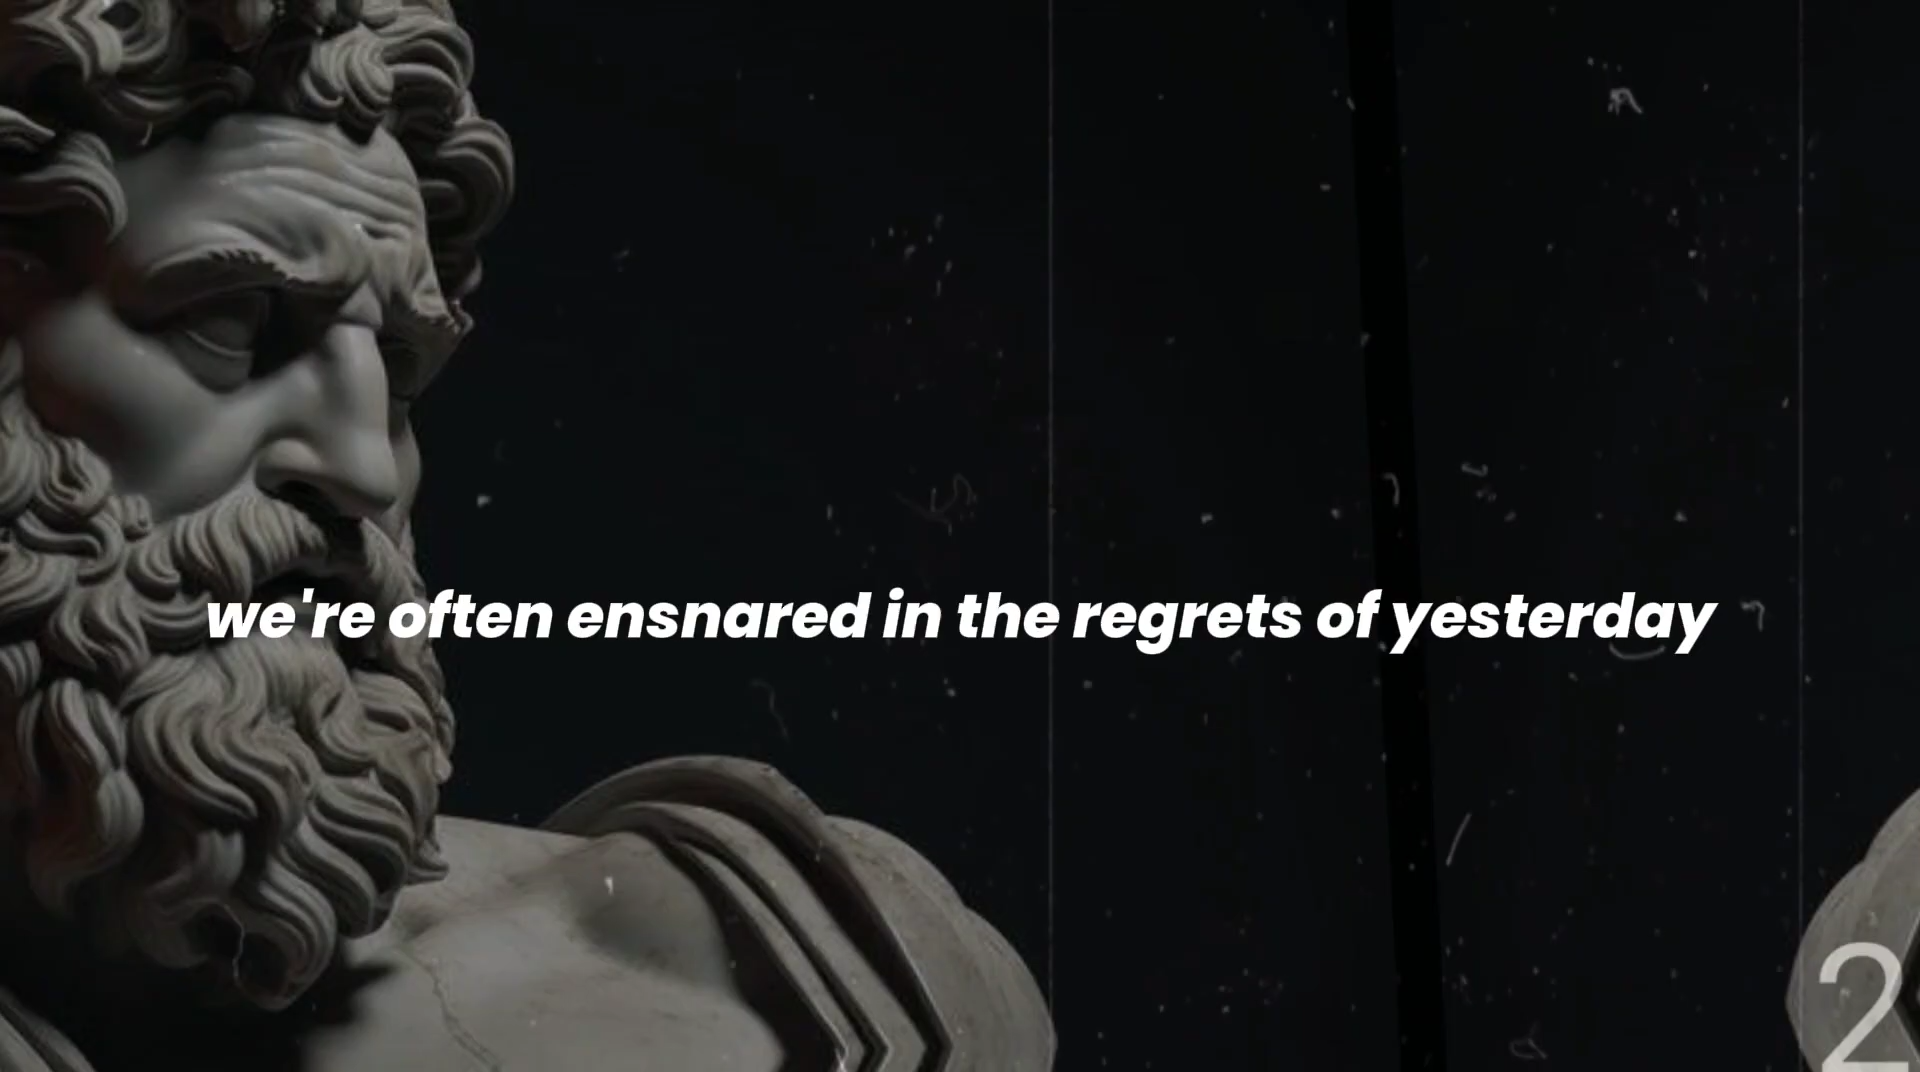 we're often ensnared in the regrets of yesterday
2